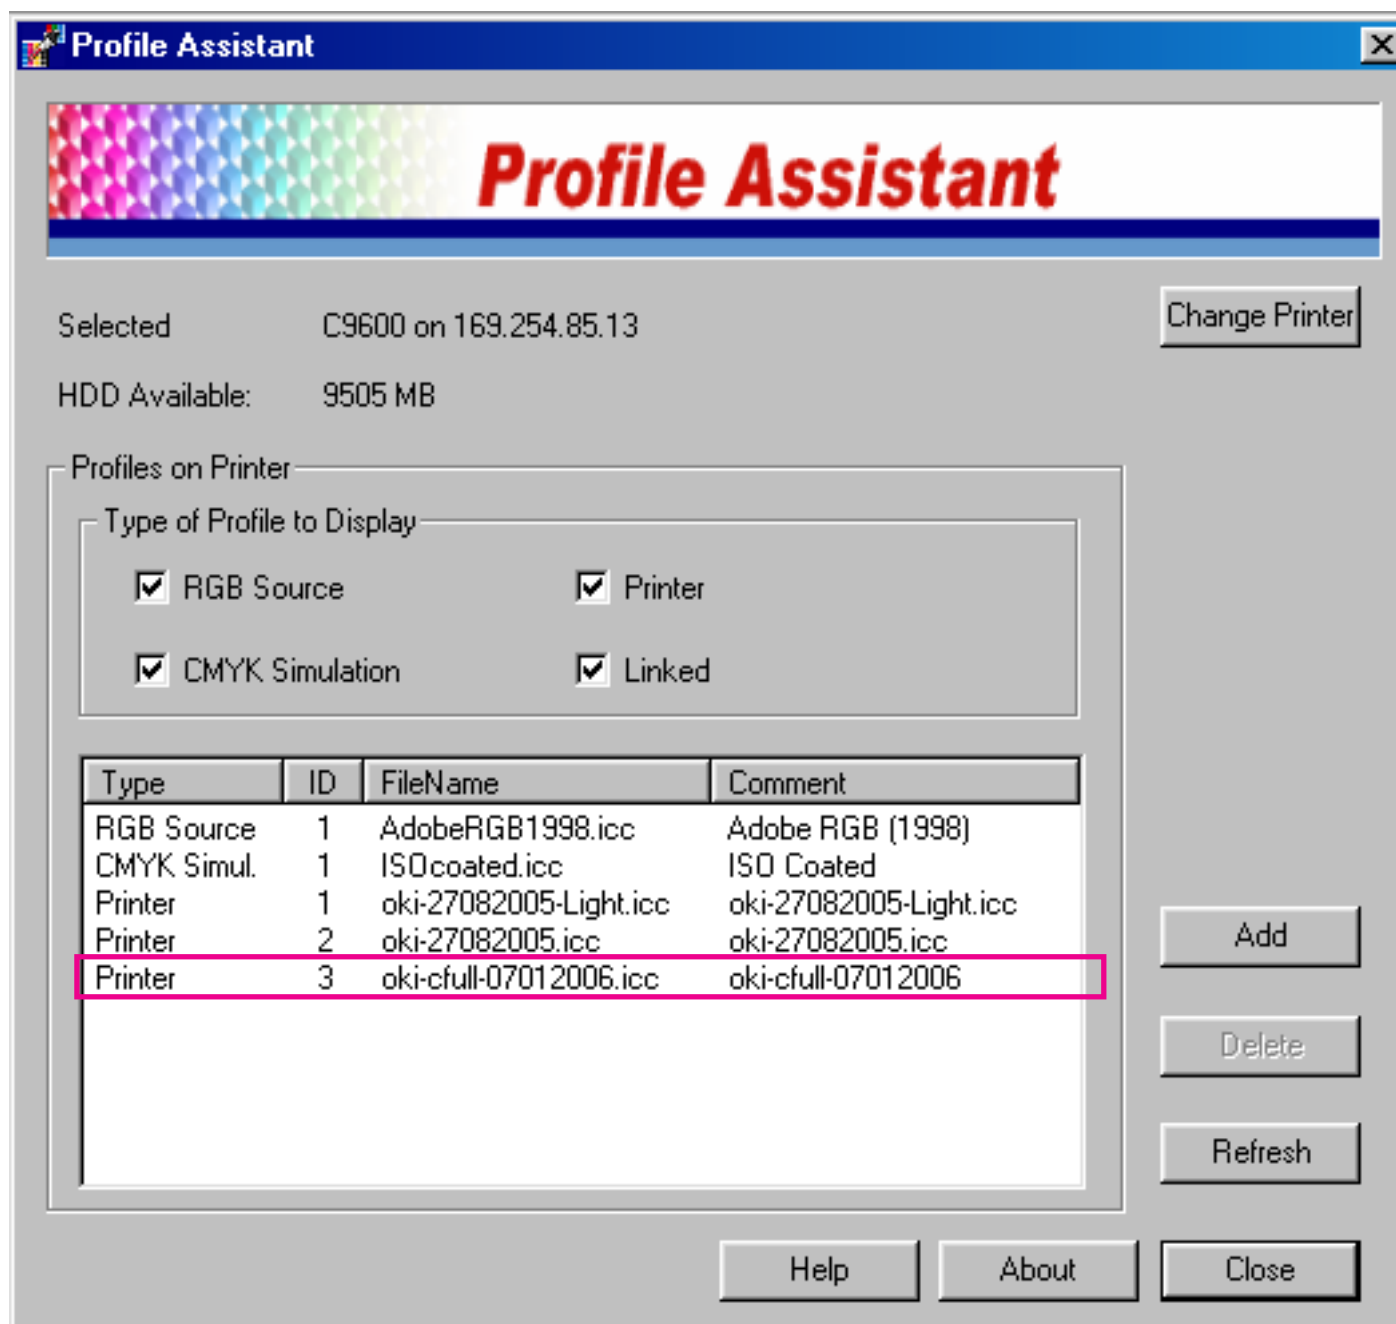 Profile Assistant
Profile Assistant
Selected C9600 on 169.254.85.13
Change Printer
HDD Available: 9505 MB
Profiles on Printer
Type of Profile to Display
RGB Source Printer
CMYK Simulation Linked
Type ID FileName Comment
RGB Source 1 AdobeRGB1998.icc Adobe RGB (1998)
CMYK Simul. 1 ISOcoated.icc ISO Coated
Printer 1 oki-27082005-Light.icc oki-27082005-Light.icc
Printer 2 oki-27082005.icc oki-27082005.icc
Printer 3 oki-cfull-07012006.icc oki-cfull-07012006
Add
Delete
Refresh
Help About Close